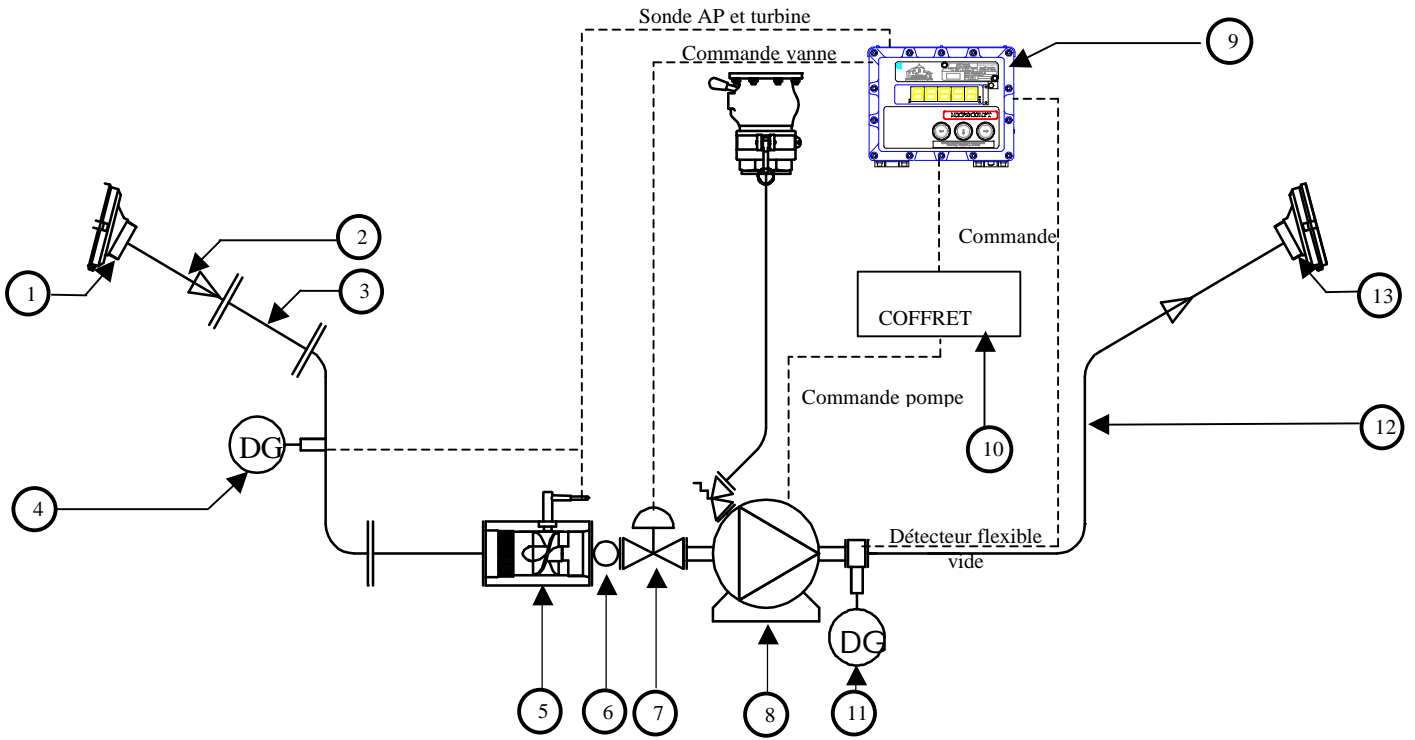 Sonde AP et turbine
Commande vanne
9
2
Commande
1
3
13
COFFRET
Commande pompe
12
DG
10
4
Détecteur flexible
vide
DG
5
6
7
8
11